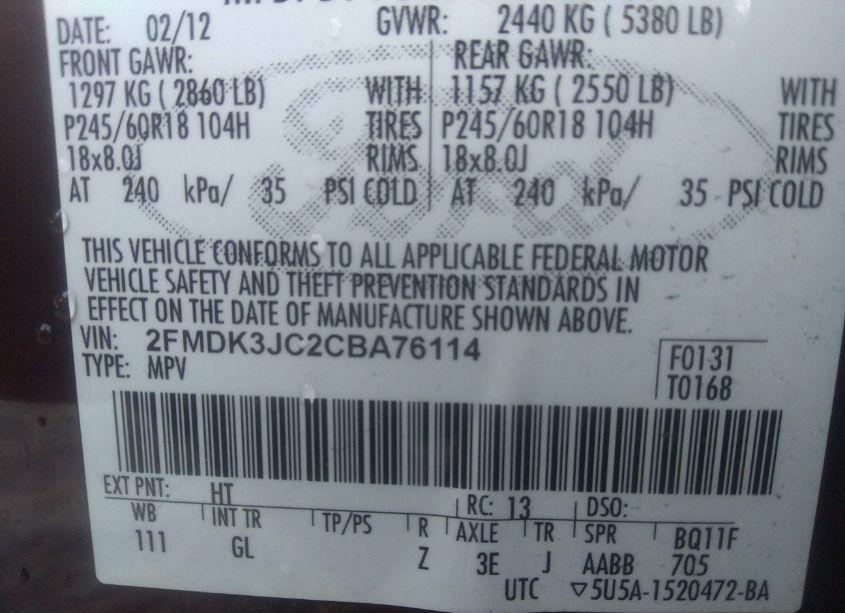 DATE: 02/12 GVWR: 2440 KG ( 5380 LB)
FRONT GAWR: REAR GAWR:
1297 KG ( 2860 LB) WITH 1157 KG ( 2550 LB) WITH
P245/60R18 104H TIRES P245/60R18 104H TIRES
18x8.0J RIMS 18x8.0J RIMS
AT 240 kPa/ 35 PSI COLD AT 240 kPa/ 35 PSI COLD
Ford
THIS VEHICLE CONFORMS TO ALL APPLICABLE FEDERAL MOTOR
VEHICLE SAFETY AND THEFT PREVENTION STANDARDS IN
EFFECT ON THE DATE OF MANUFACTURE SHOWN ABOVE.
VIN: 2FMDK3JC2CBA76114
TYPE: MPV
F0131
T0168
EXT PNT: HT RC: 13 DSO:
WB INT TR TP/PS R AXLE TR SPR BQ11F
111 GL Z 3E J AABB 705
UTC ▽5U5A-1520472-BA